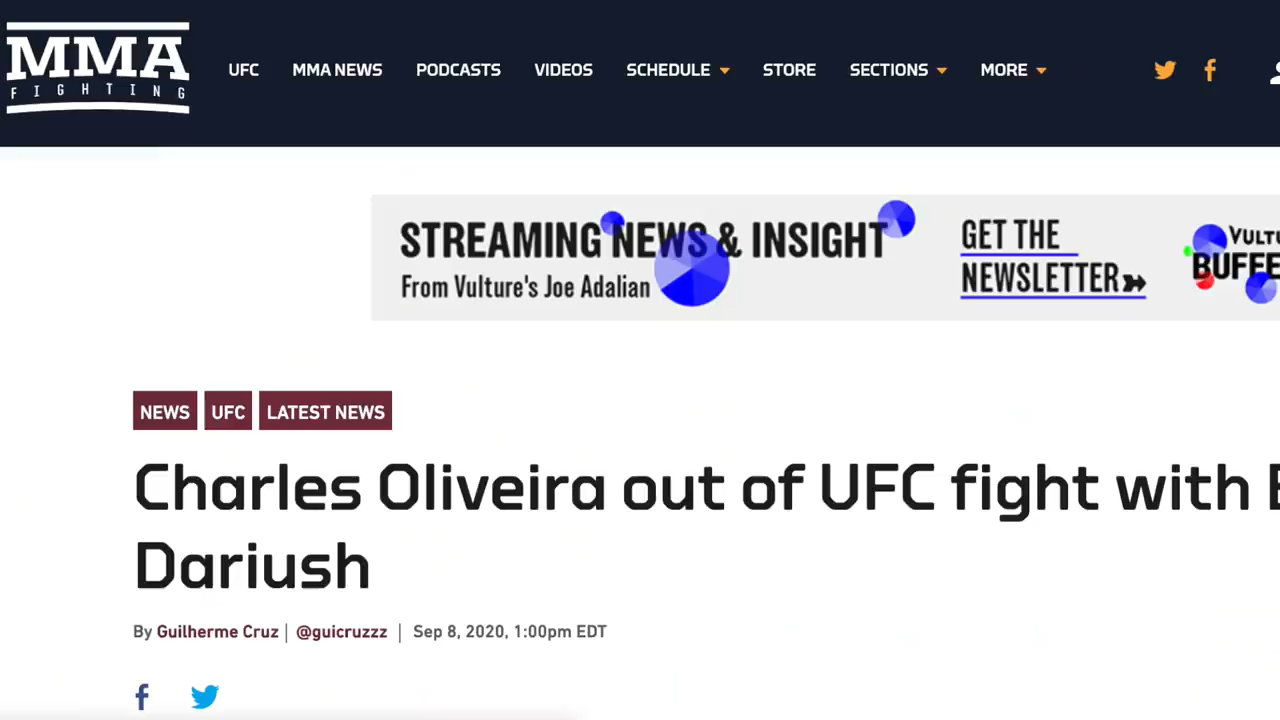 MMA
FIGHTING
UFC MMA NEWS PODCASTS VIDEOS SCHEDULE STORE SECTIONS MORE
STREAMING NEWS & INSIGHT
From Vulture's Joe Adalian
GET THE
NEWSLETTER
NEWS UFC LATEST NEWS
Charles Oliveira out of UFC fight with
Dariush
By Guilherme Cruz | @guicruzzz | Sep 8, 2020, 1:00pm EDT